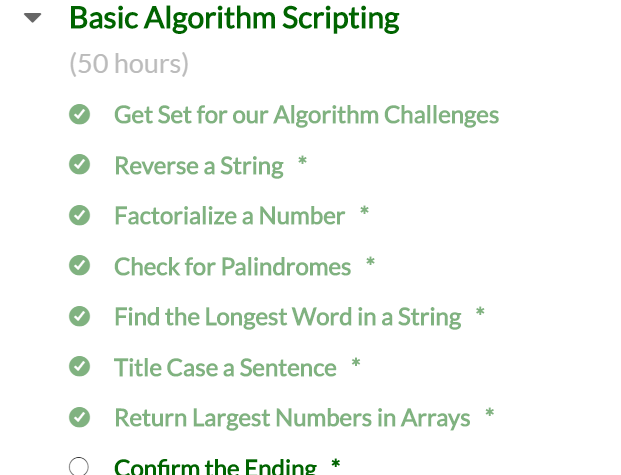 Basic Algorithm Scripting
(50 hours)
Get Set for our Algorithm Challenges
Reverse a String *
Factorialize a Number *
Check for Palindromes *
Find the Longest Word in a String *
Title Case a Sentence *
Return Largest Numbers in Arrays *
Confirm the Ending *